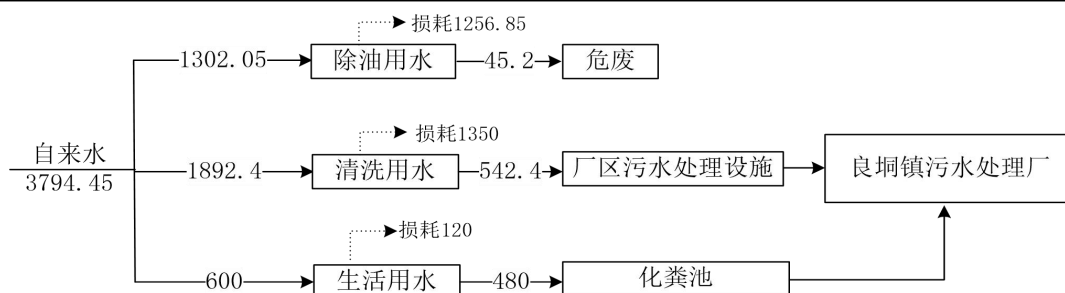 损耗1256.85
1302.05
除油用水
45.2
危废
自来水
3794.45
损耗1350
1892.4
清洗用水
542.4
厂区污水处理设施
良垌镇污水处理厂
损耗120
600
生活用水
480
化粪池